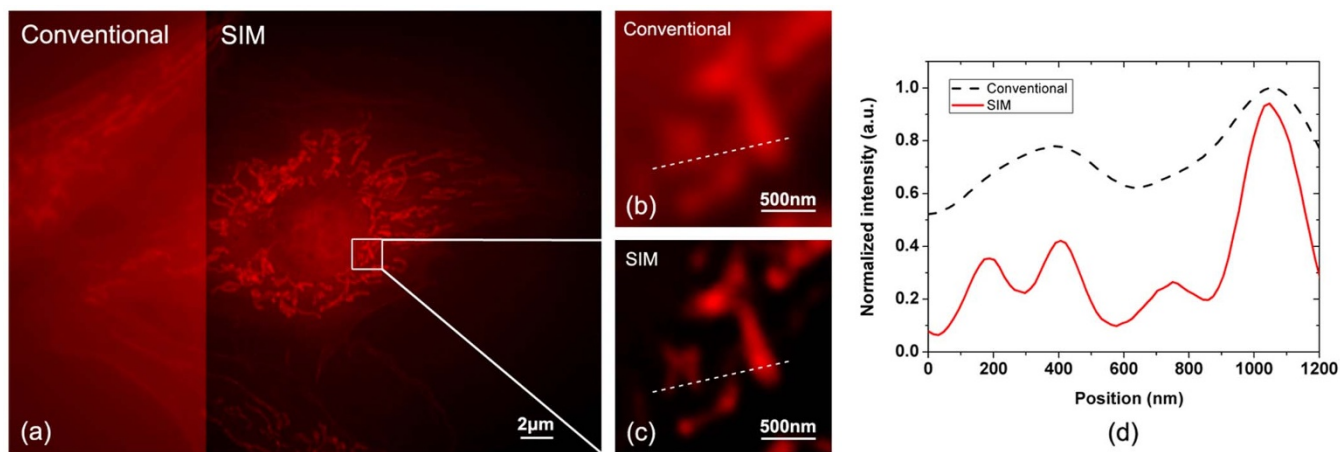 Conventional
SIM
(a)
2μm
Conventional
(b)
500nm
SIM
(c)
500nm
Normalized intensity (a.u.)
1.0
0.8
0.6
0.4
0.2
0.0
Conventional
SIM
0 200 400 600 800 1000 1200
Position (nm)
(d)